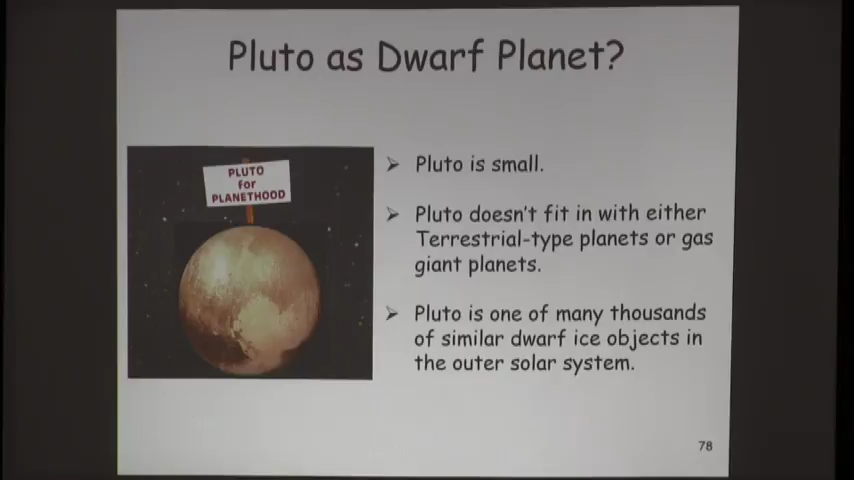 Pluto as Dwarf Planet?
PLUTO
for
PLANETHOOD
➢ Pluto is small.
➢ Pluto doesn't fit in with either
Terrestrial-type planets or gas
giant planets.
➢ Pluto is one of many thousands
of similar dwarf ice objects in
the outer solar system.
78